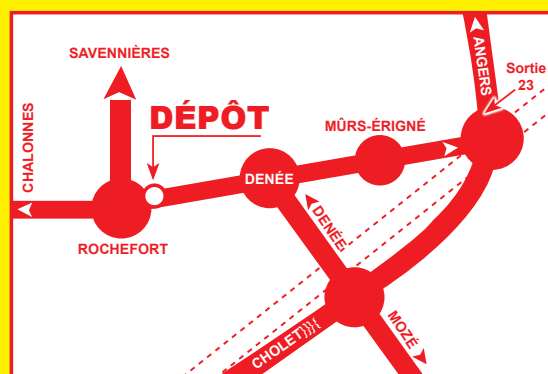 SAVENNIÈRES
ANGERS
Sortie
23
CHALONNES
DÉPÔT
MÛRS-ÉRIGNÉ
DENÉE
DENÉE
ROCHEFORT
MOZÉ
CHOLET}}}{